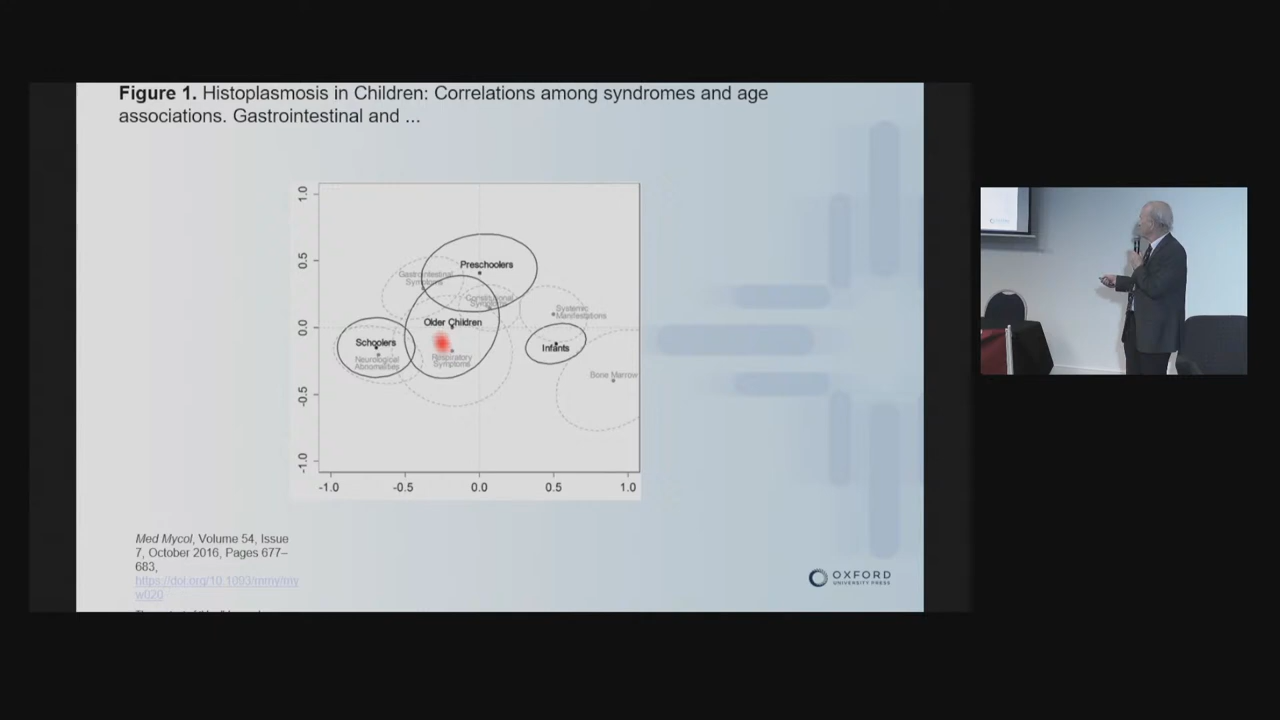 Figure 1. Histoplasmosis in Children: Correlations among syndromes and age
associations. Gastrointestinal and ...
1.0
0.5
0.0
-0.5
-1.0
Preschoolers
Gastrointestinal
Symptoms
Constitutional
Symptoms
Systemic
Manifestations
Older Children
Schoolers
Neurological
Abnormalities
Respiratory
Symptoms
Infants
Bone Marrow
-1.0 -0.5 0.0 0.5 1.0
Med Mycol, Volume 54, Issue
7, October 2016, Pages 677–
683,
https://doi.org/10.1093/mmy/my
w020
OXFORD
UNIVERSITY PRESS